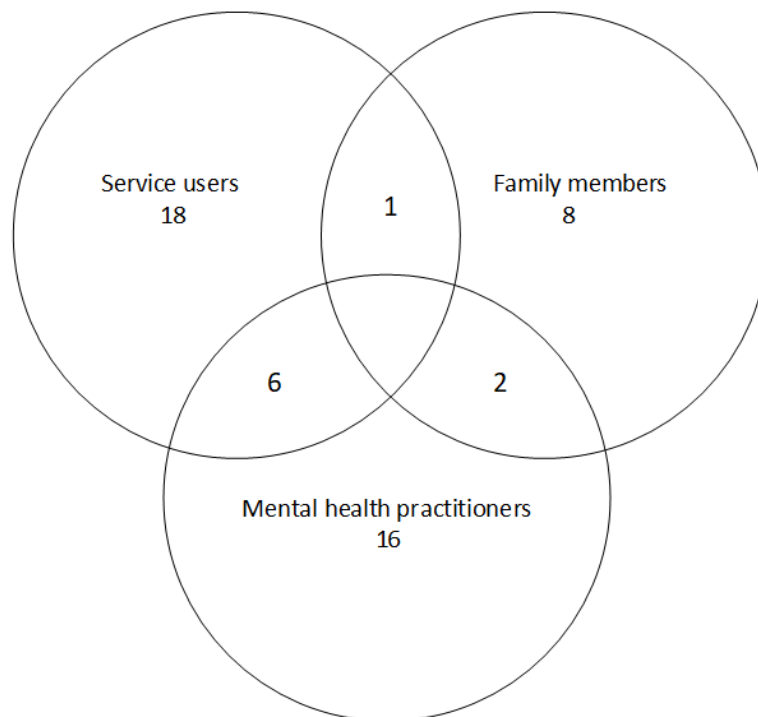 Service users
18
1
Family members
8
6
2
Mental health practitioners
16